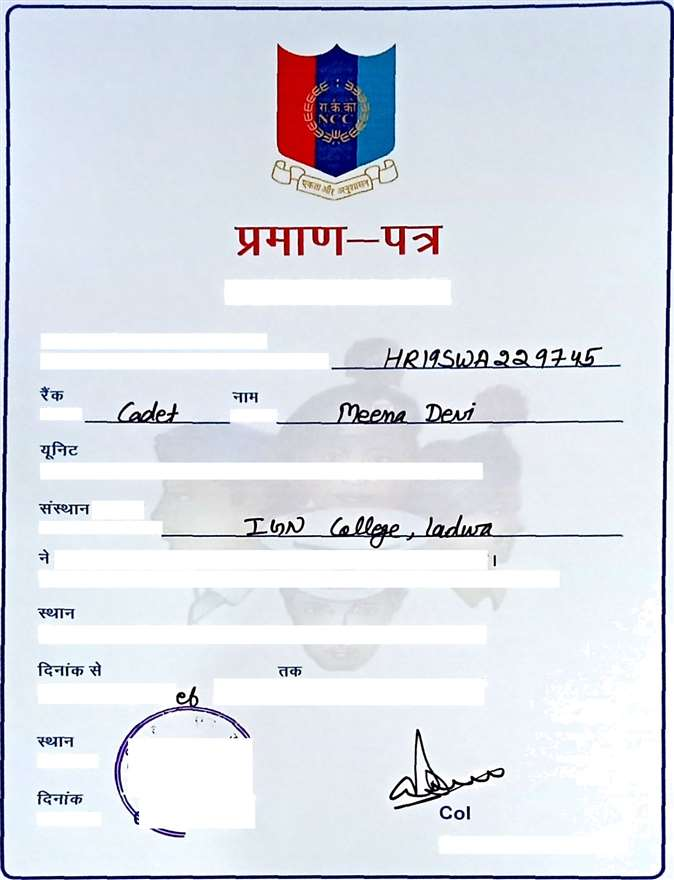 रा.कै.को
NCC
एकता और अनुशासन
प्रमाण—पत्र
HR19SWA229745
रैंक Cadet नाम Meena Devi
यूनिट
संस्थान
IGN College, Ladwa
ने ।
स्थान
दिनांक से तक
स्थान
दिनांक
Col